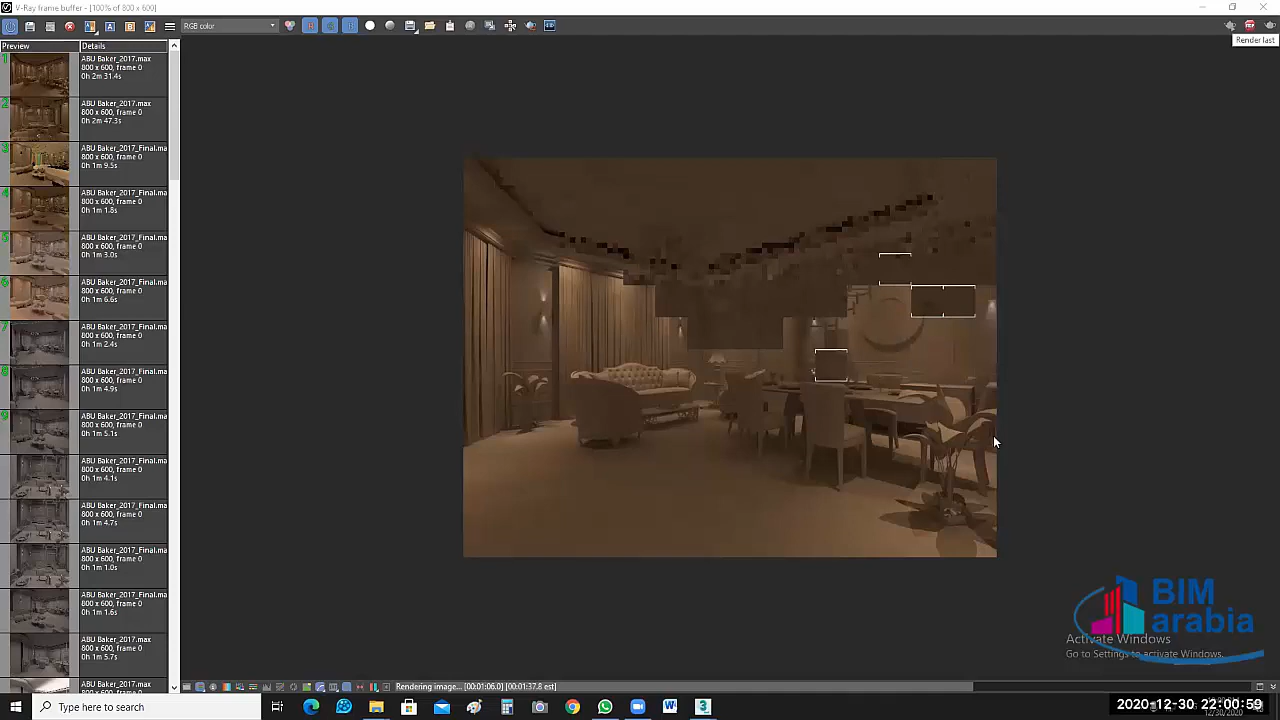 V-Ray frame buffer - [100% of 800 x 600]
RGB color
Render last
Preview
Details
1
ABU Baker_2017.max
800 x 600, frame 0
0h 2m 31.4s
2
ABU Baker_2017.max
800 x 600, frame 0
0h 2m 47.3s
3
ABU Baker_2017_Final.ma
800 x 600, frame 0
0h 1m 9.5s
4
ABU Baker_2017_Final.ma
800 x 600, frame 0
0h 1m 1.8s
5
ABU Baker_2017_Final.ma
800 x 600, frame 0
0h 1m 3.0s
6
ABU Baker_2017_Final.ma
800 x 600, frame 0
0h 1m 6.6s
7
ABU Baker_2017_Final.ma
800 x 600, frame 0
0h 1m 2.4s
8
ABU Baker_2017_Final.ma
800 x 600, frame 0
0h 1m 4.9s
9
ABU Baker_2017_Final.ma
800 x 600, frame 0
0h 1m 5.1s
ABU Baker_2017_Final.ma
800 x 600, frame 0
0h 1m 4.1s
ABU Baker_2017_Final.ma
800 x 600, frame 0
0h 1m 4.7s
ABU Baker_2017_Final.ma
800 x 600, frame 0
0h 1m 1.0s
ABU Baker_2017_Final.ma
800 x 600, frame 0
0h 1m 1.6s
ABU Baker_2017.max
800 x 600, frame 0
0h 1m 5.7s
ABU Baker_2017.max
BIM
arabia
Activate Windows
Go to Settings to activate Windows.
Rendering image... [00:01:06.0] [00:01:37.8 est]
Type here to search
2020-12-30 22:00:59